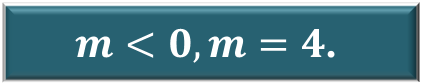 m < 0, m = 4.